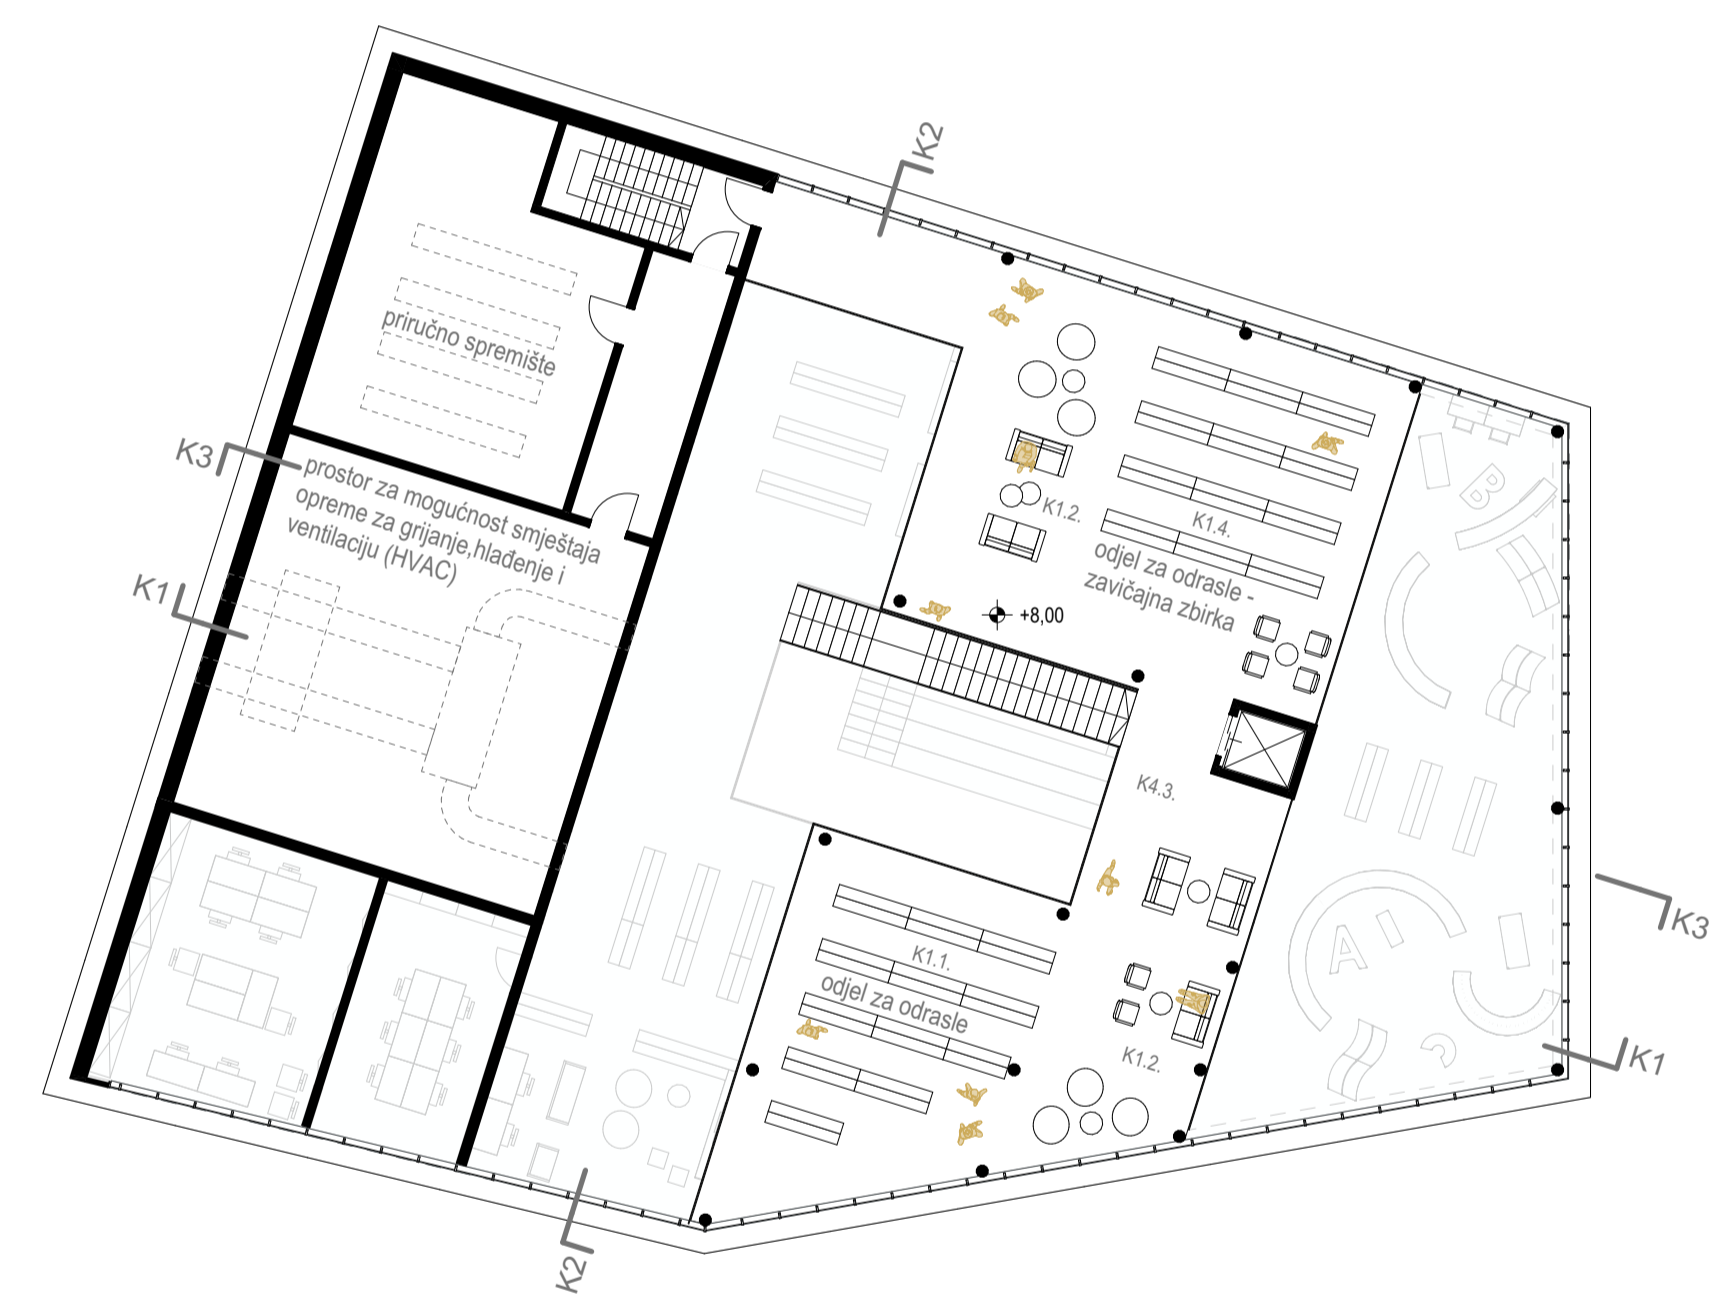 K2
priručno spremište
K3
prostor za mogućnost smještaja
opreme za grijanje,hlađenje i
ventilaciju (HVAC)
K1
K1.2.
K1.4.
odjel za odrasle -
zavičajna zbirka
+8,00
B
K4.3.
K3
A
C
K1.1.
odjel za odrasle
K1.2.
K1
K2